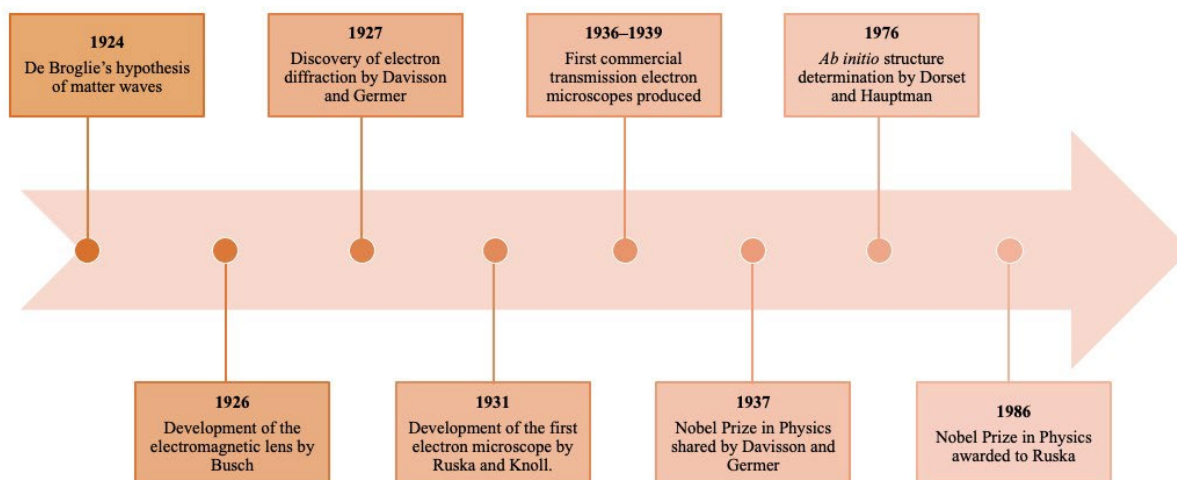 1924
De Broglie's hypothesis
of matter waves
1926
Development of the
electromagnetic lens by
Busch
1927
Discovery of electron
diffraction by Davisson
and Germer
1931
Development of the first
electron microscope by
Ruska and Knoll.
1936–1939
First commercial
transmission electron
microscopes produced
1937
Nobel Prize in Physics
shared by Davisson and
Germer
1976
Ab initio structure
determination by Dorset
and Hauptman
1986
Nobel Prize in Physics
awarded to Ruska